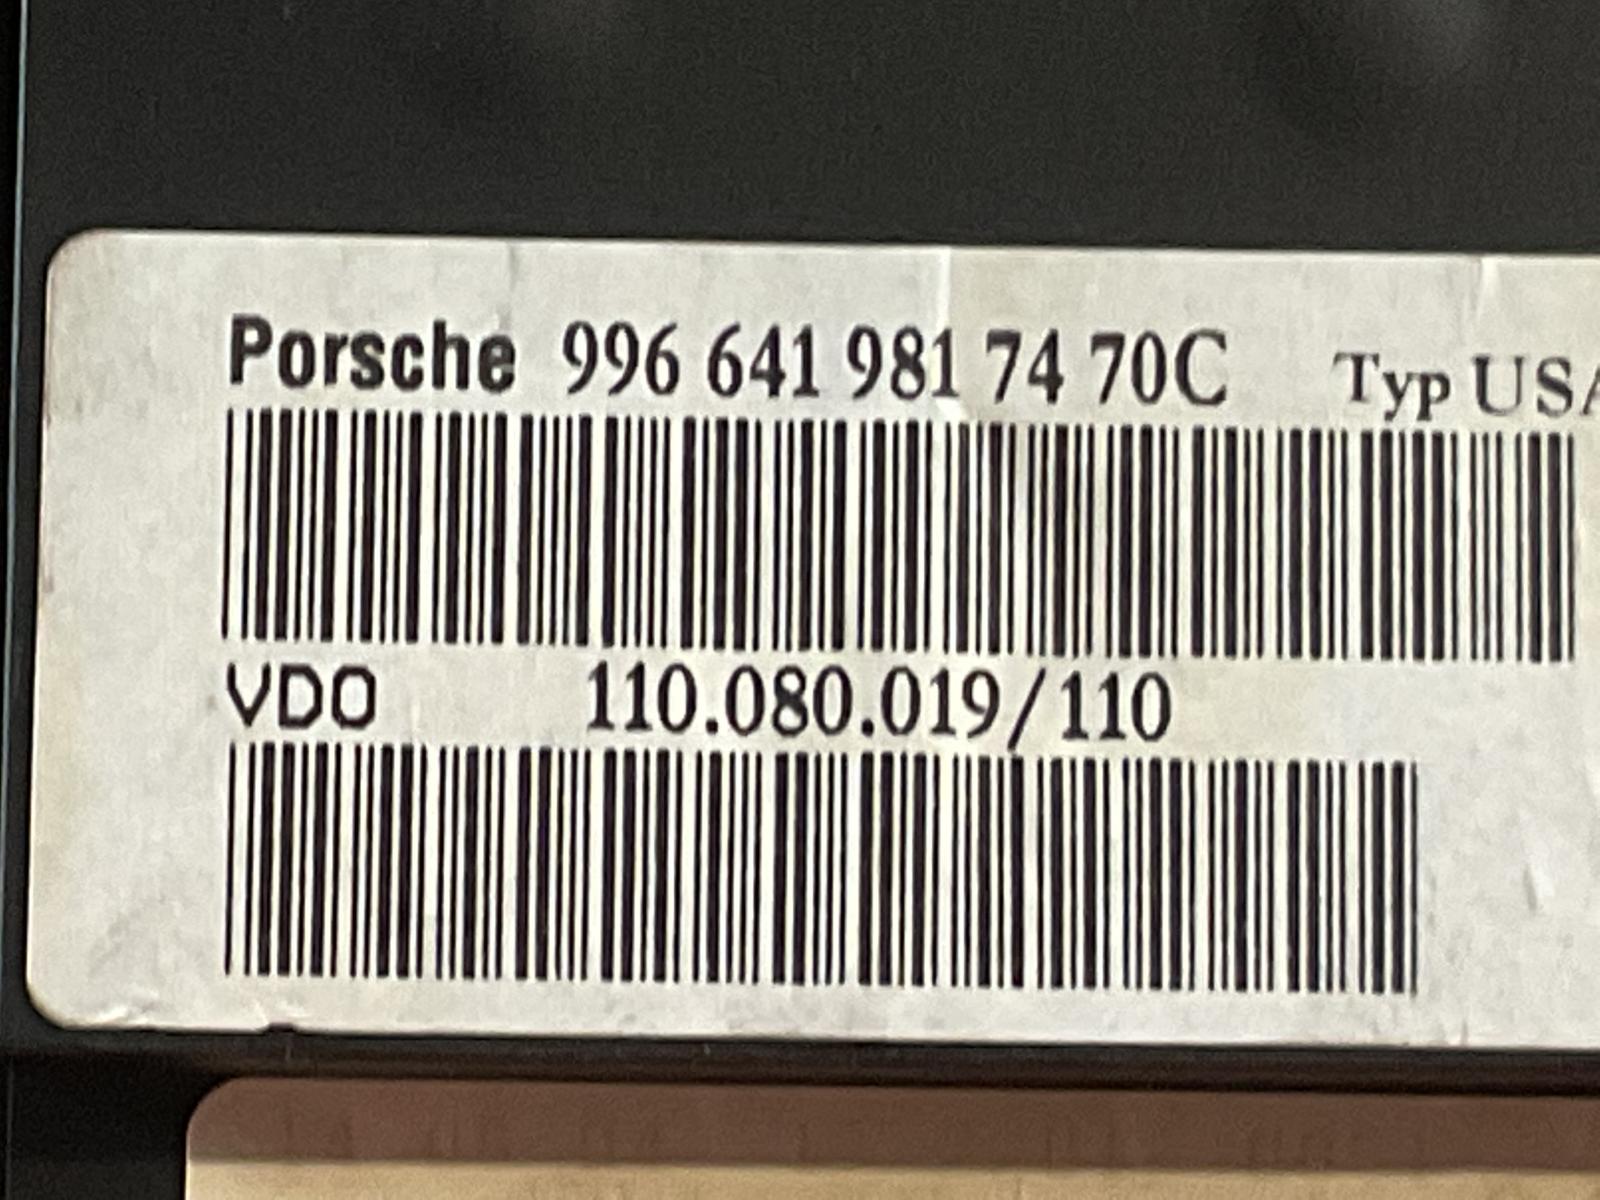 Porsche 996 641 981 74 70C Typ USA
VDO 110.080.019/110